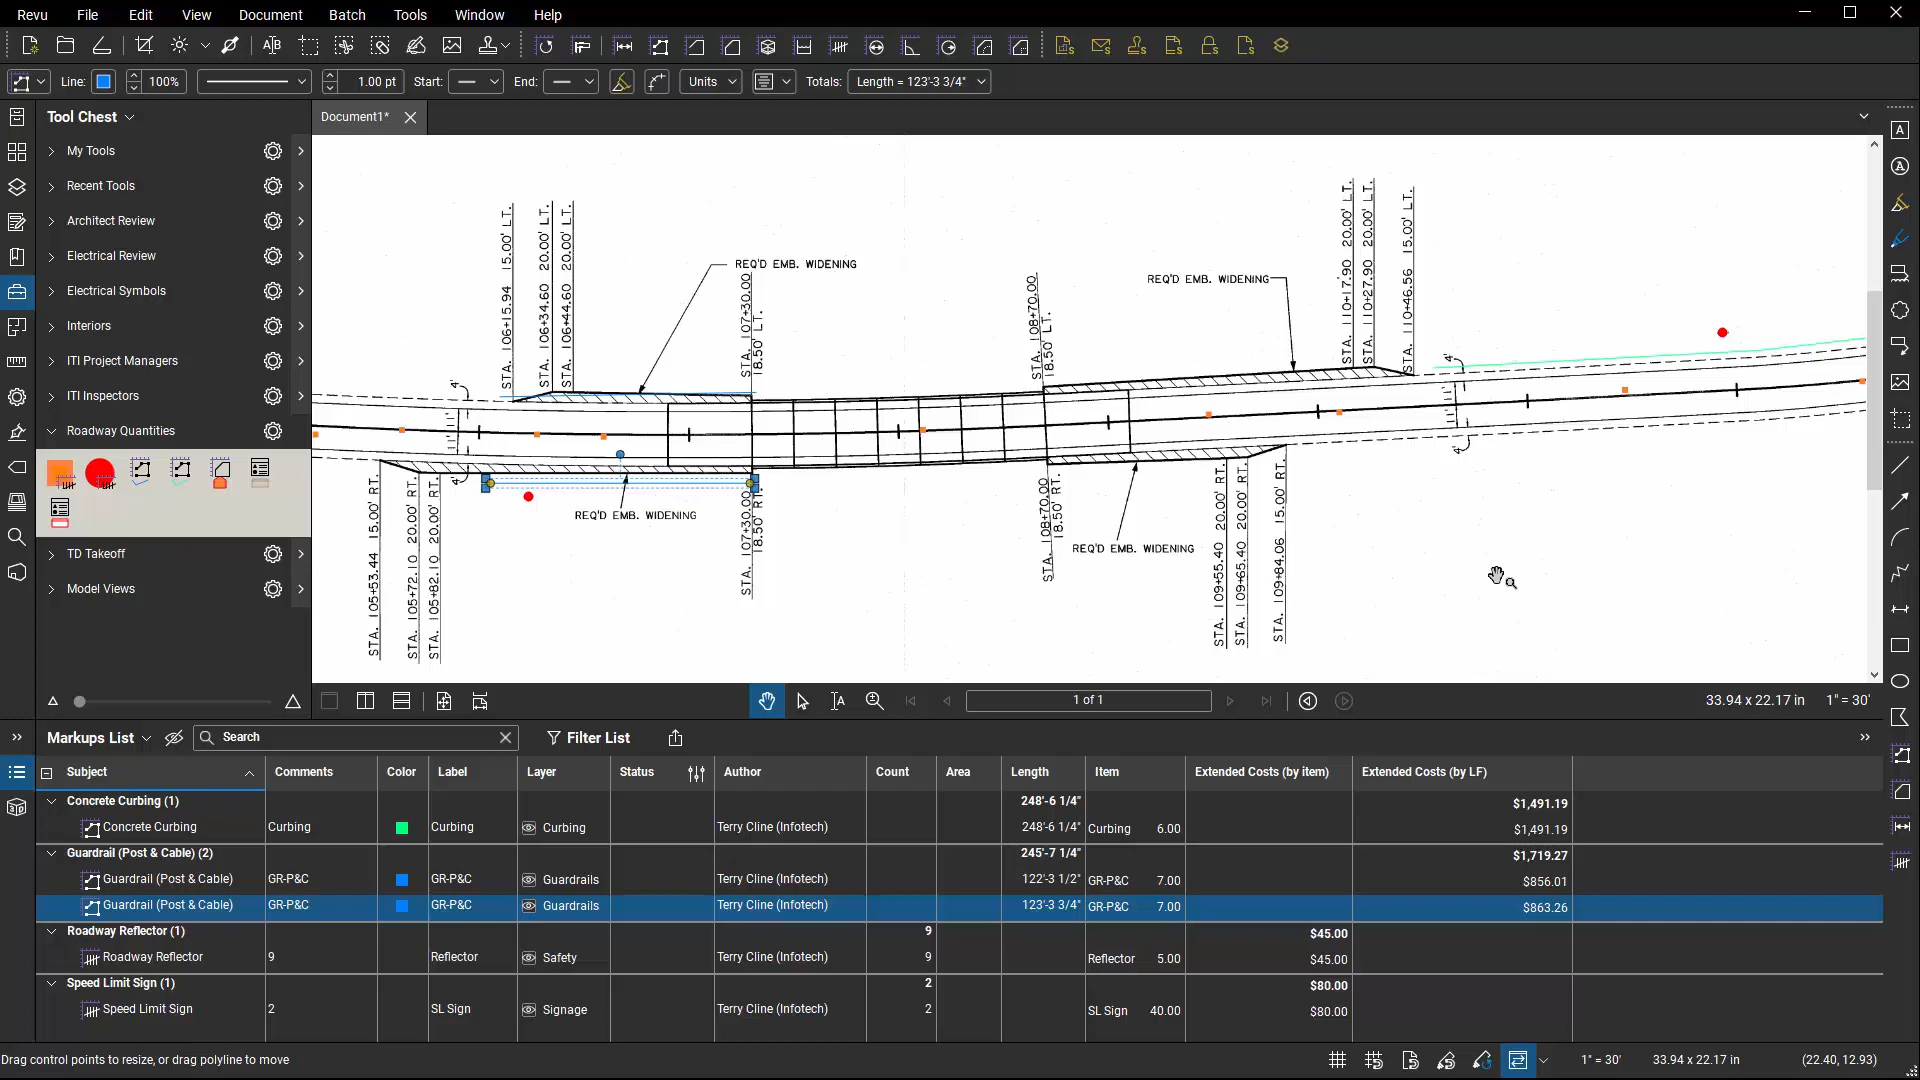 Revu File Edit View Document Batch Tools Window Help
Line: 100% 1.00 pt Start: End: Units Totals: Length = 123'-3 3/4"
Tool Chest
Document1*
My Tools
Recent Tools
Architect Review
Electrical Review
Electrical Symbols
Interiors
ITI Project Managers
ITI Inspectors
Roadway Quantities
TD Takeoff
Model Views
STA. 106+15.94 15.00' LT.
STA. 106+34.60 20.00' LT.
STA. 106+44.60 20.00' LT.
REQ'D EMB. WIDENING
STA. 107+30.00
18.50' LT.
STA. 108+70.00
18.50' LT.
REQ'D EMB. WIDENING
STA. 110+17.90 20.00' LT.
STA. 110+27.90 20.00' LT.
STA. 110+46.56 15.00' LT.
4'
4'
4'
4'
STA. 105+53.44 15.00' RT.
STA. 105+72.10 20.00' RT.
STA. 105+82.10 20.00' RT.
REQ'D EMB. WIDENING
STA. 107+30.00
18.50' RT.
STA. 108+70.00
18.50' RT.
REQ'D EMB. WIDENING
STA. 109+55.40 20.00' RT.
STA. 109+65.40 20.00' RT.
STA. 109+84.06 15.00' RT.
1 of 1
33.94 x 22.17 in 1" = 30'
Markups List Search Filter List
Subject Comments Color Label Layer Status Author Count Area Length Item Extended Costs (by item) Extended Costs (by LF)
Concrete Curbing (1) 248'-6 1/4" $1,491.19
Concrete Curbing Curbing Curbing Curbing Terry Cline (Infotech) 248'-6 1/4" Curbing 6.00 $1,491.19
Guardrail (Post & Cable) (2) 245'-7 1/4" $1,719.27
Guardrail (Post & Cable) GR-P&C GR-P&C Guardrails Terry Cline (Infotech) 122'-3 1/2" GR-P&C 7.00 $856.01
Guardrail (Post & Cable) GR-P&C GR-P&C Guardrails Terry Cline (Infotech) 123'-3 3/4" GR-P&C 7.00 $863.26
Roadway Reflector (1) 9 $45.00
Roadway Reflector 9 Reflector Safety Terry Cline (Infotech) 9 Reflector 5.00 $45.00
Speed Limit Sign (1) 2 $80.00
Speed Limit Sign 2 SL Sign Signage Terry Cline (Infotech) 2 SL Sign 40.00 $80.00
Drag control points to resize, or drag polyline to move 1" = 30' 33.94 x 22.17 in (22.40, 12.93)